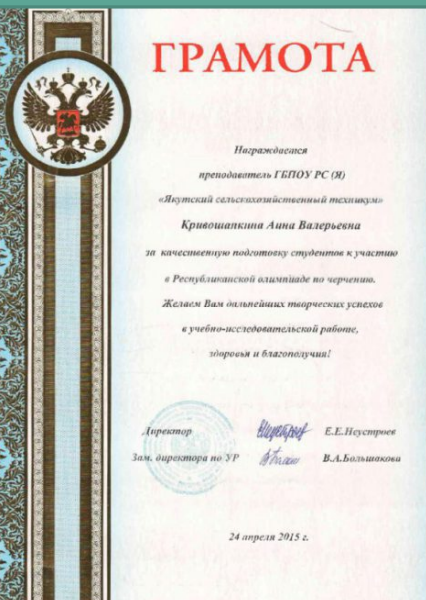 ГРАМОТА
Награждается
преподаватель ГБПОУ РС (Я)
«Якутский сельскохозяйственный техникум»
Кривошапкина Анна Валерьевна
за качественную подготовку студентов к участию
в Республиканской олимпиаде по черчению.
Желаем Вам дальнейших творческих успехов
в учебно-исследовательской работе,
здоровья и благополучия!
Директор Е.Е.Неустроев
Зам. директора по УР В.А.Большакова
24 апреля 2015 г.